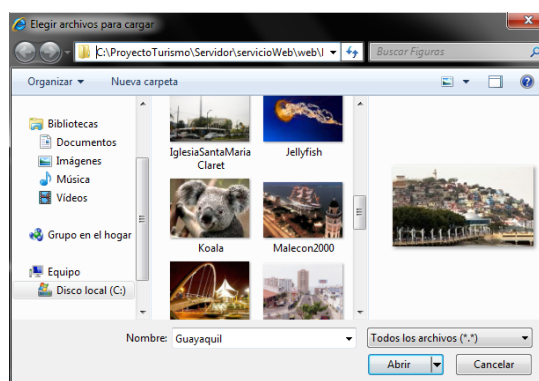 Elegir archivos para cargar
C:\ProyectoTurismo\Servidor\servicioWeb\web\I
Buscar Figuras
Organizar
Nueva carpeta
Bibliotecas
Documentos
Imágenes
Música
Vídeos
Grupo en el hogar
Equipo
Disco local (C:)
IglesiaSantaMaria
Claret
Jellyfish
Koala
Malecon2000
Nombre: Guayaquil
Todos los archivos (*.*)
Abrir
Cancelar